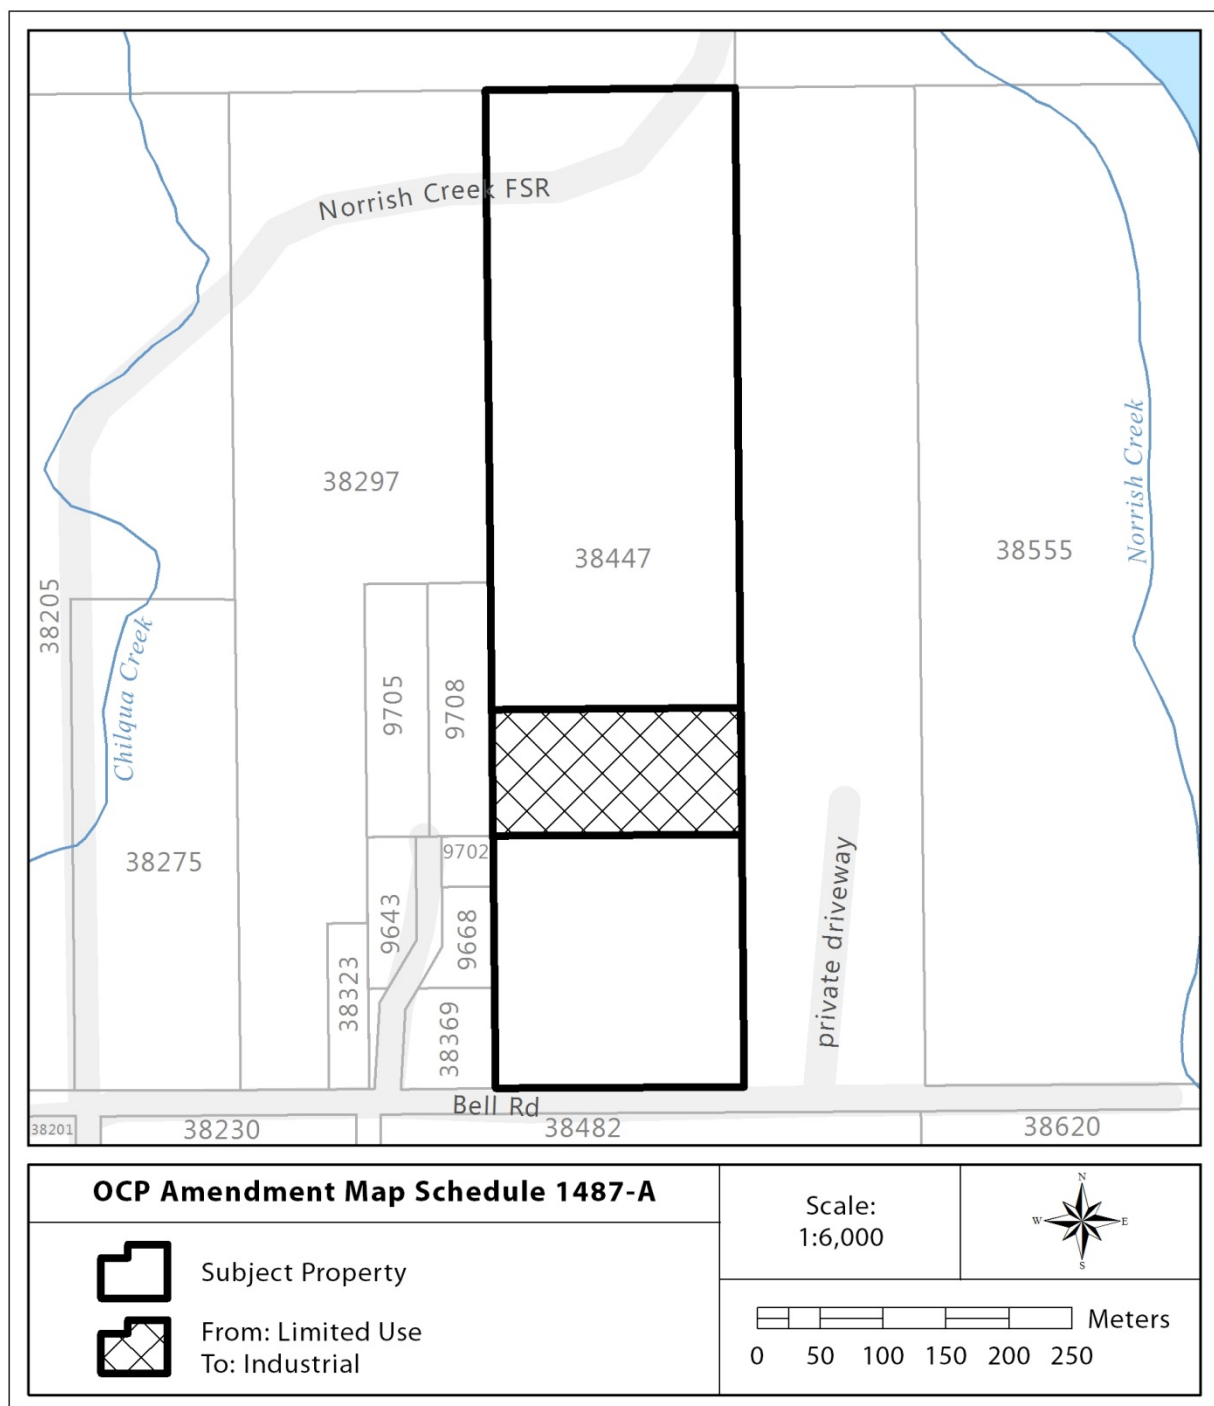 Norrish Creek FSR
38297
38447
38555
Norrish Creek
38205
Chilqua Creek
9705
9708
38275
9702
9643
9668
38323
38369
private driveway
Bell Rd
38201
38230
38482
38620
OCP Amendment Map Schedule 1487-A
Subject Property
From: Limited Use
To: Industrial
Scale:
1:6,000
N
W
E
S
Meters
0 50 100 150 200 250